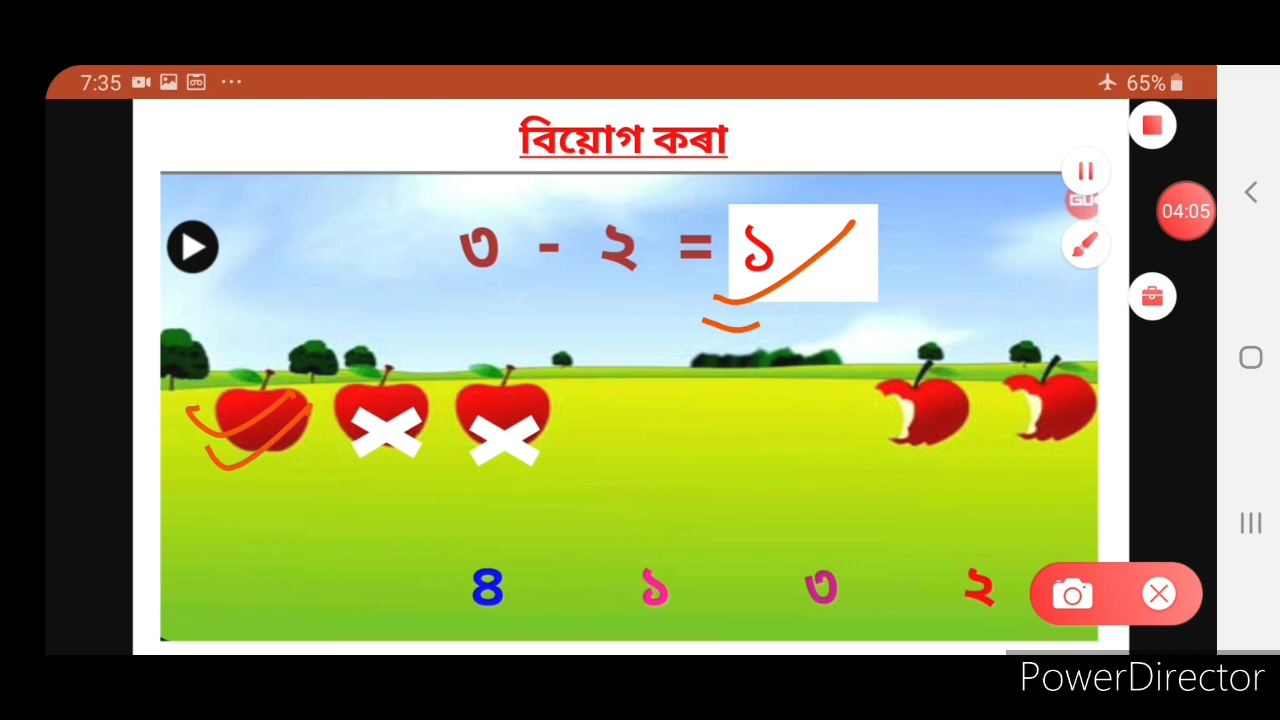 7:35
65%
বিয়োগ কৰা
৩ - ২ = ১
04:05
৪ ১ ৩ ২
PowerDirector